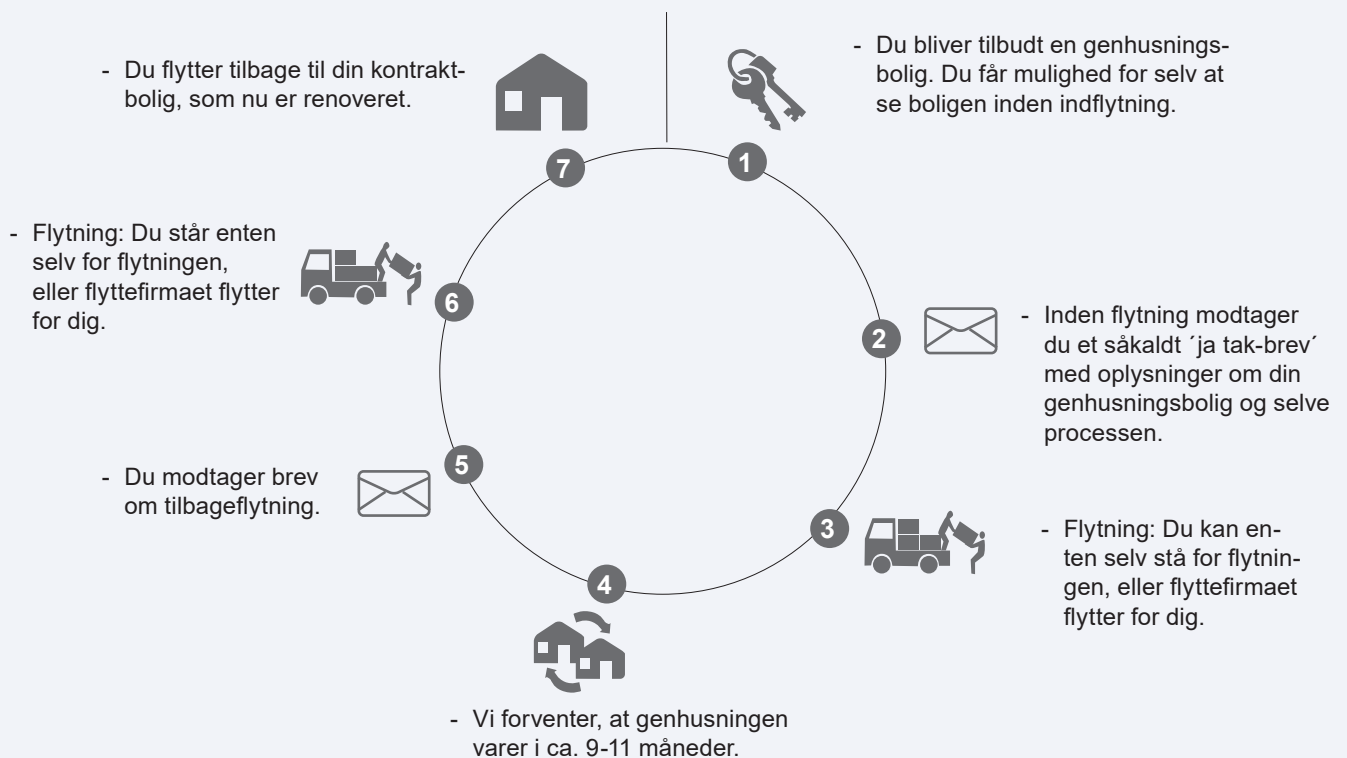 1
- Du bliver tilbudt en genhusnings-
bolig. Du får mulighed for selv at
se boligen inden indflytning.
2
- Inden flytning modtager
du et såkaldt ´ja tak-brev´
med oplysninger om din
genhusningsbolig og selve
processen.
3
- Flytning: Du kan en-
ten selv stå for flytnin-
gen, eller flyttefirmaet
flytter for dig.
4
- Vi forventer, at genhusningen
varer i ca. 9-11 måneder.
5
- Du modtager brev
om tilbageflytning.
6
- Flytning: Du står enten
selv for flytningen,
eller flyttefirmaet flytter
for dig.
7
- Du flytter tilbage til din kontrakt-
bolig, som nu er renoveret.